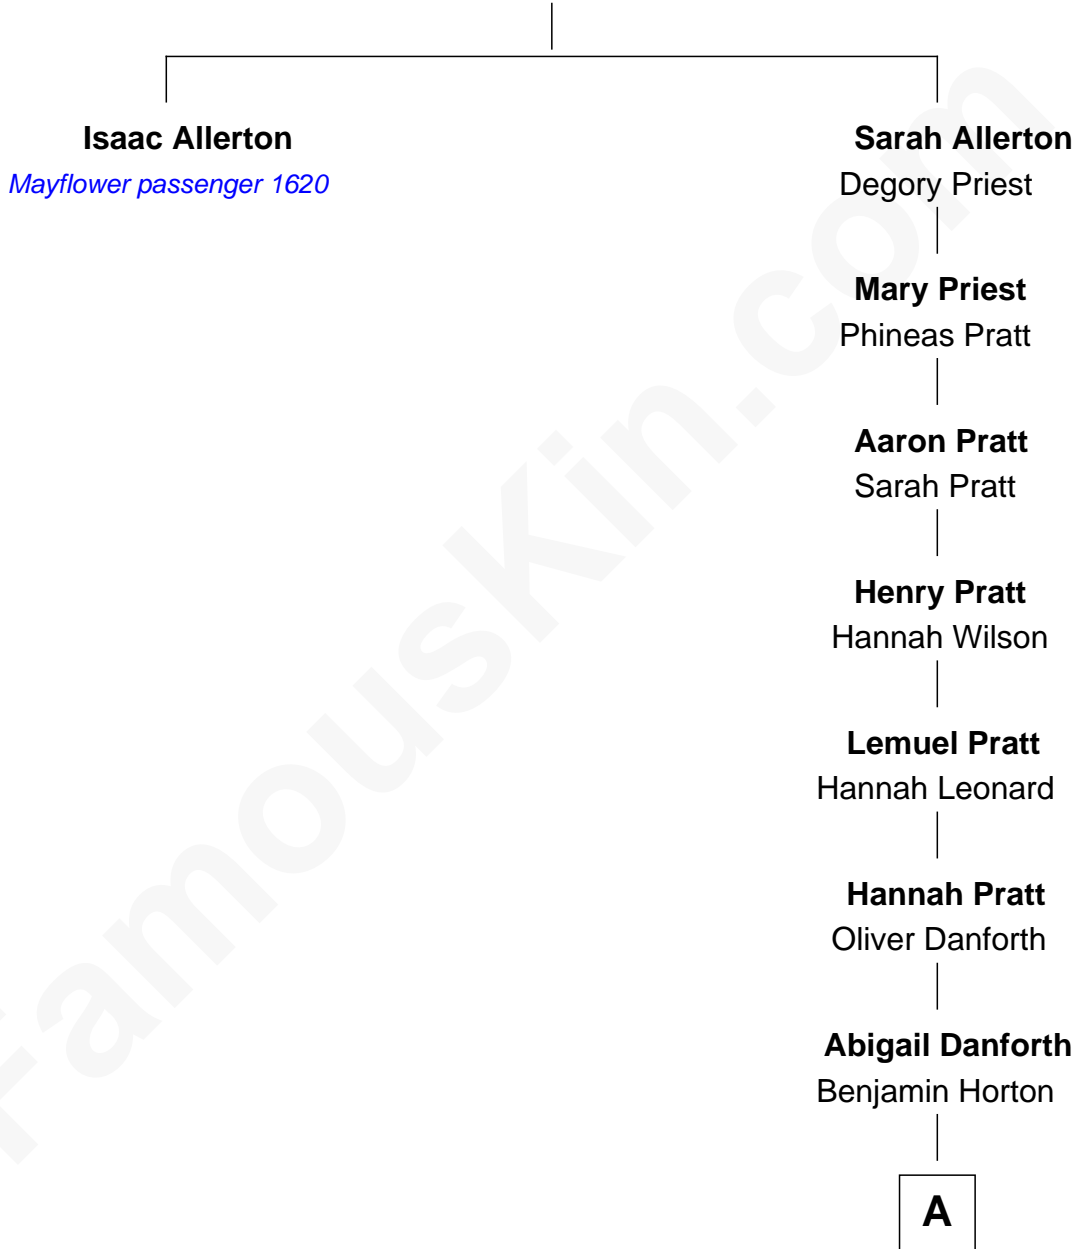 Isaac Allerton
Mayflower passenger 1620
Sarah Allerton
Degory Priest
Mary Priest
Phineas Pratt
Aaron Pratt
Sarah Pratt
Henry Pratt
Hannah Wilson
Lemuel Pratt
Hannah Leonard
Hannah Pratt
Oliver Danforth
Abigail Danforth
Benjamin Horton
A
FamousKin.com